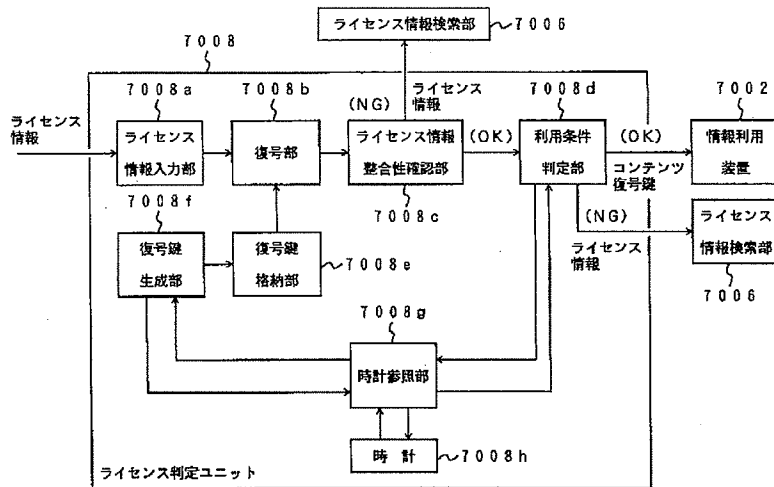 ライセンス情報検索部
7006
7008
7008a
7008b
(NG)
ライセンス
情報
7008d
7002
ライセンス
情報
ライセンス
情報入力部
復号部
ライセンス情報
整合性確認部
(OK)
利用条件
判定部
(OK)
コンテンツ
復号鍵
情報利用
装置
7008c
(NG)
ライセンス
情報
ライセンス
情報検索部
7006
7008f
復号鍵
生成部
復号鍵
格納部
7008e
7008g
時計参照部
時計
7008h
ライセンス判定ユニット